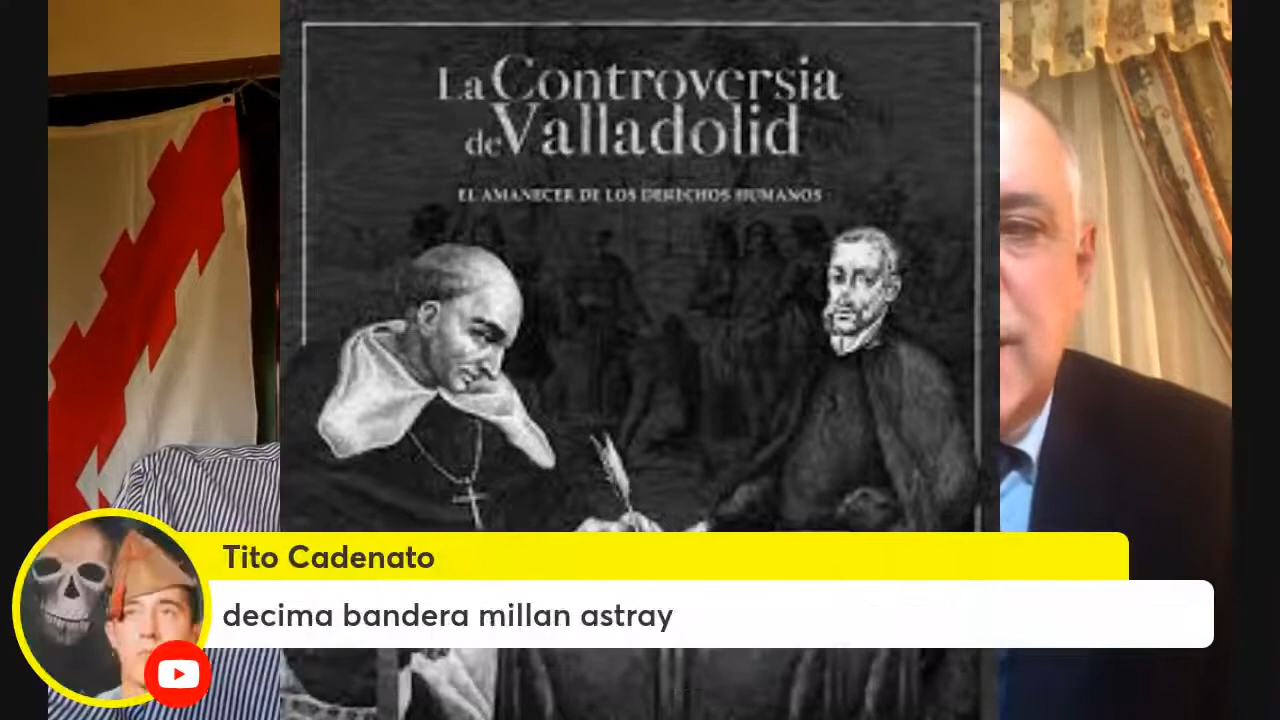 La Controversia
de Valladolid
EL AMANECER DE LOS DERECHOS HUMANOS
Tito Cadenato
decima bandera millan astray